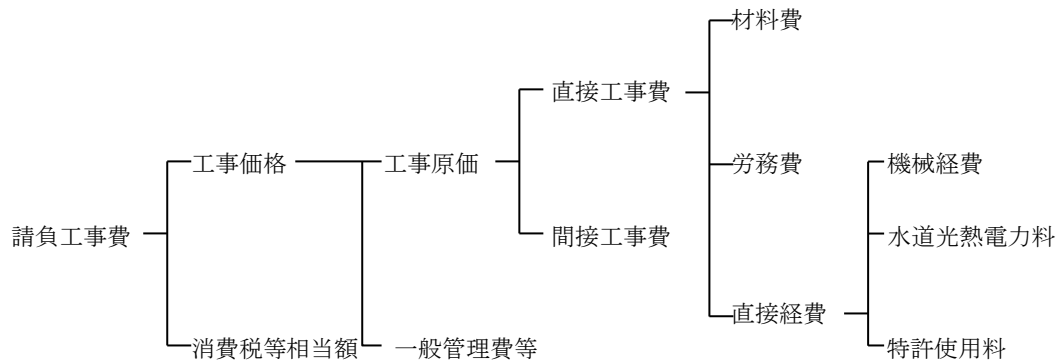 材料費
直接工事費
工事価格
工事原価
労務費
機械経費
請負工事費
間接工事費
水道光熱電力料
直接経費
消費税等相当額
一般管理費等
特許使用料